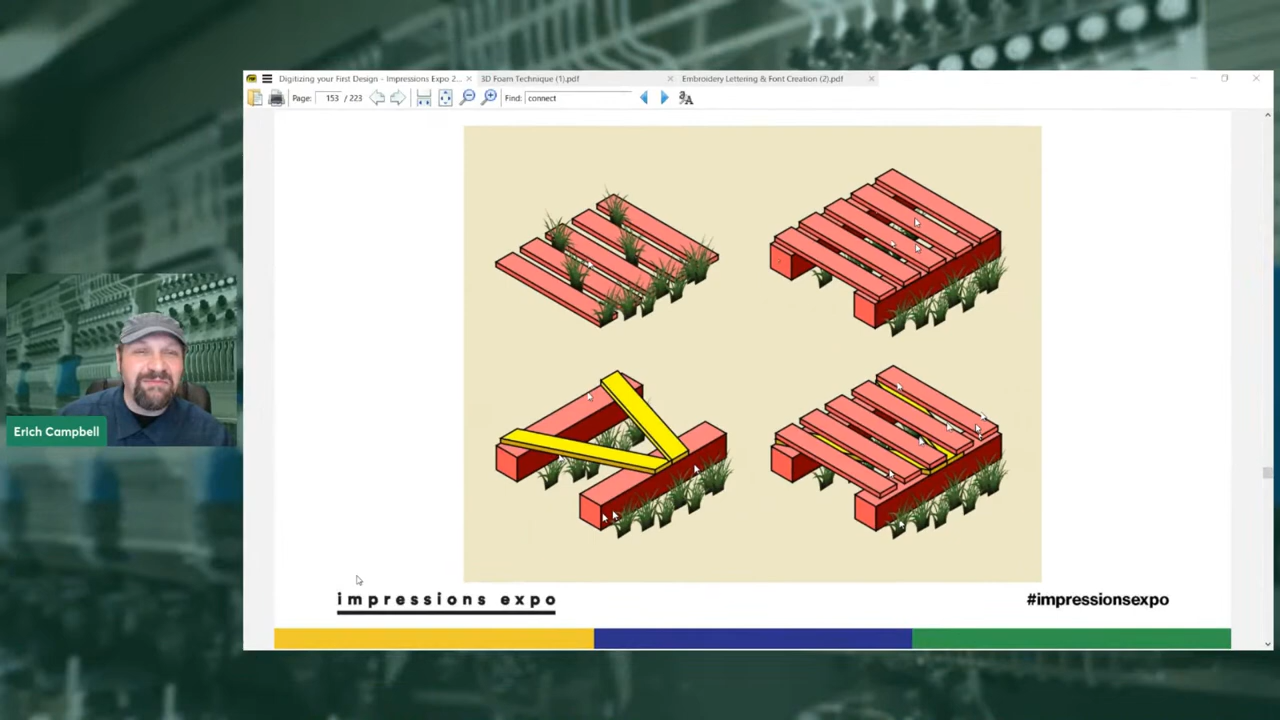 Digitizing your First Design - Impressions Expo 2...
3D Foam Technique (1).pdf
Embroidery Lettering & Font Creation (2).pdf
Page: 153 / 223
Find: connect
Erich Campbell
impressions expo
#impressionsexpo